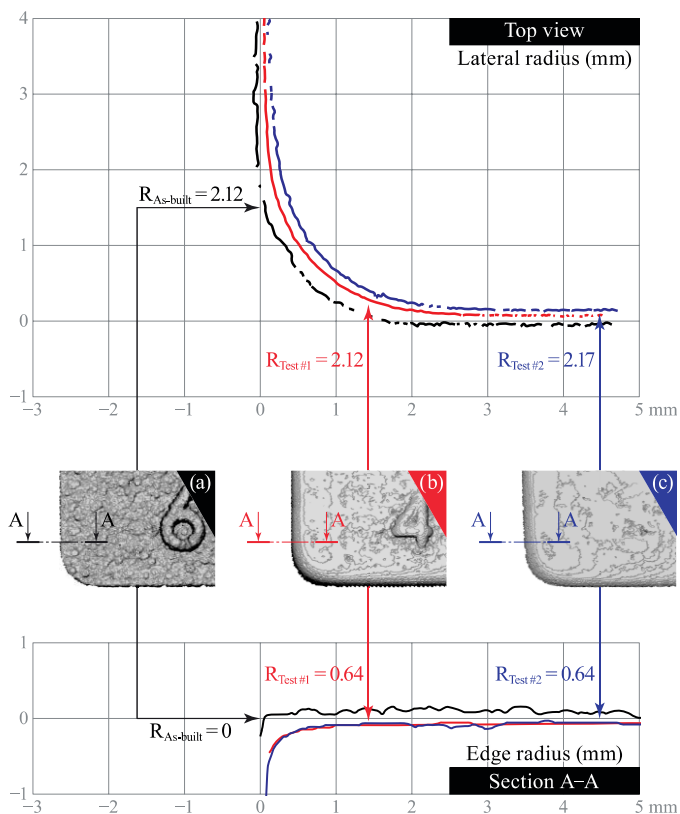 4
Top view
Lateral radius (mm)
3
2
R_As-built = 2.12
1
0
R_Test #1 = 2.12
R_Test #2 = 2.17
−1
−3 −2 −1 0 1 2 3 4 5 mm
(a) (b) (c)
A A A A A A
1
R_Test #1 = 0.64
R_Test #2 = 0.64
0
R_As-built = 0
Edge radius (mm)
Section A–A
−1
−3 −2 −1 0 1 2 3 4 5 mm